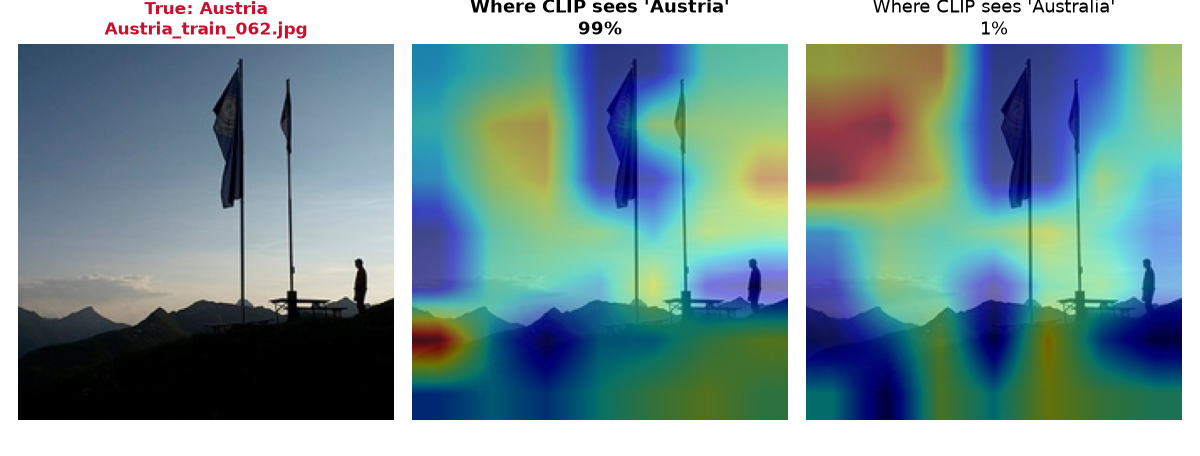 True: Austria
Austria_train_062.jpg
Where CLIP sees 'Austria'
99%
Where CLIP sees 'Australia'
1%